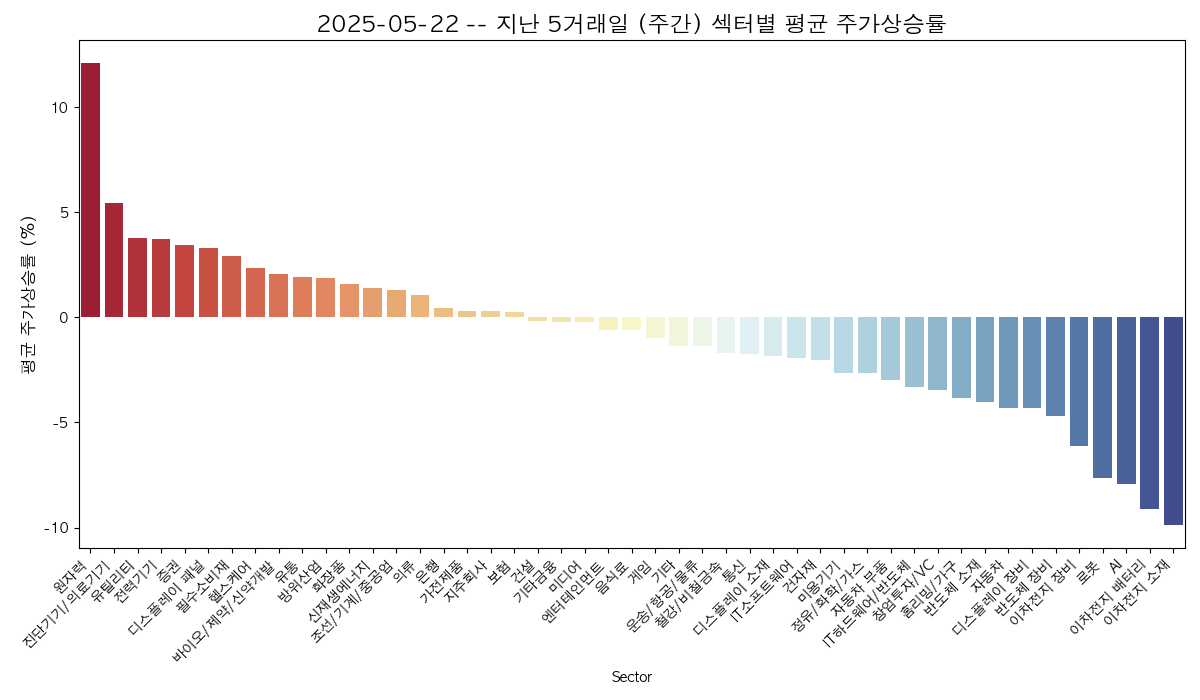 2025-05-22 -- 지난 5거래일 (주간) 섹터별 평균 주가상승률
평균 주가상승률 (%)
10
5
0
-5
-10
원자력
진단기기/의료기기
유틸리티
전력기기
증권
디스플레이 패널
필수소비재
헬스케어
바이오/제약/신약개발
유통
방위산업
화장품
신재생에너지
조선/기계/중공업
의류
은행
가전제품
지주회사
보험
건설
기타금융
미디어
엔터테인먼트
음식료
게임
기타
운송/항공/물류
철강/비철금속
통신
디스플레이 소재
IT소프트웨어
건자재
미용기기
정유/화학/가스
자동차 부품
IT하드웨어/반도체
창업투자/VC
홈리빙/가구
반도체 소재
자동차
디스플레이 장비
반도체 장비
이차전지 장비
로봇
AI
이차전지 배터리
이차전지 소재
Sector